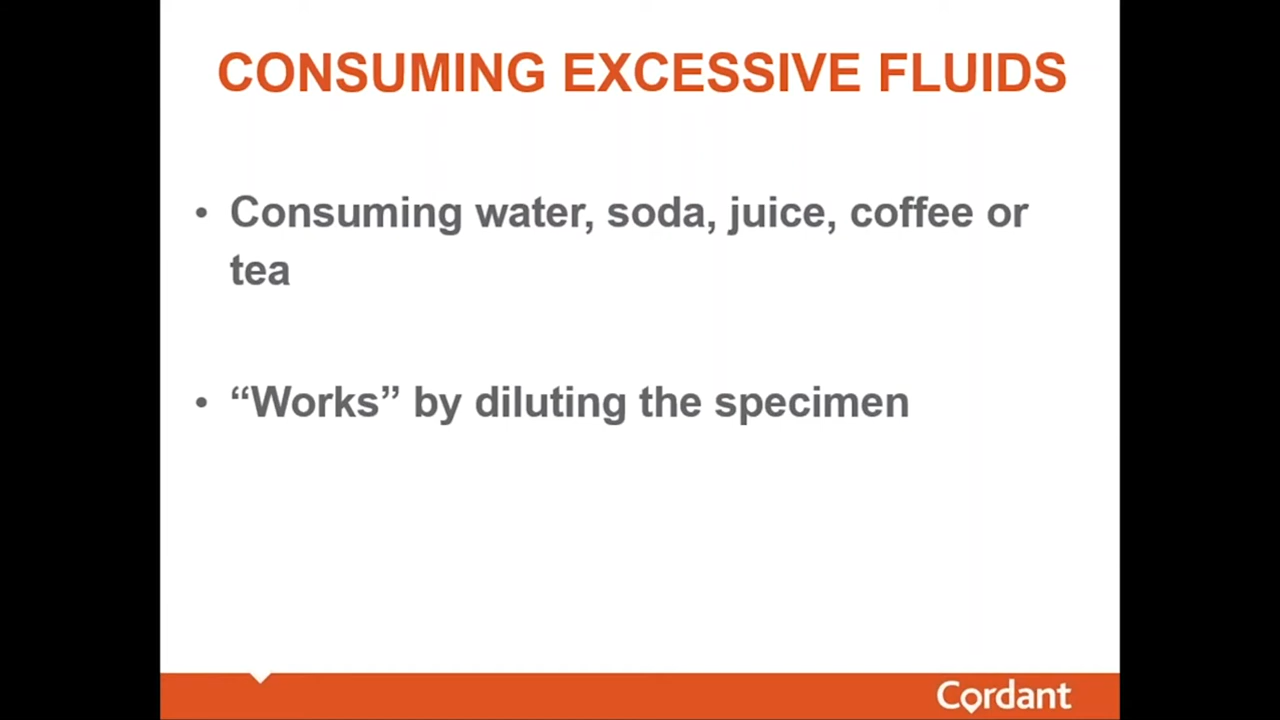 CONSUMING EXCESSIVE FLUIDS
• Consuming water, soda, juice, coffee or
tea
• “Works” by diluting the specimen
Cordant